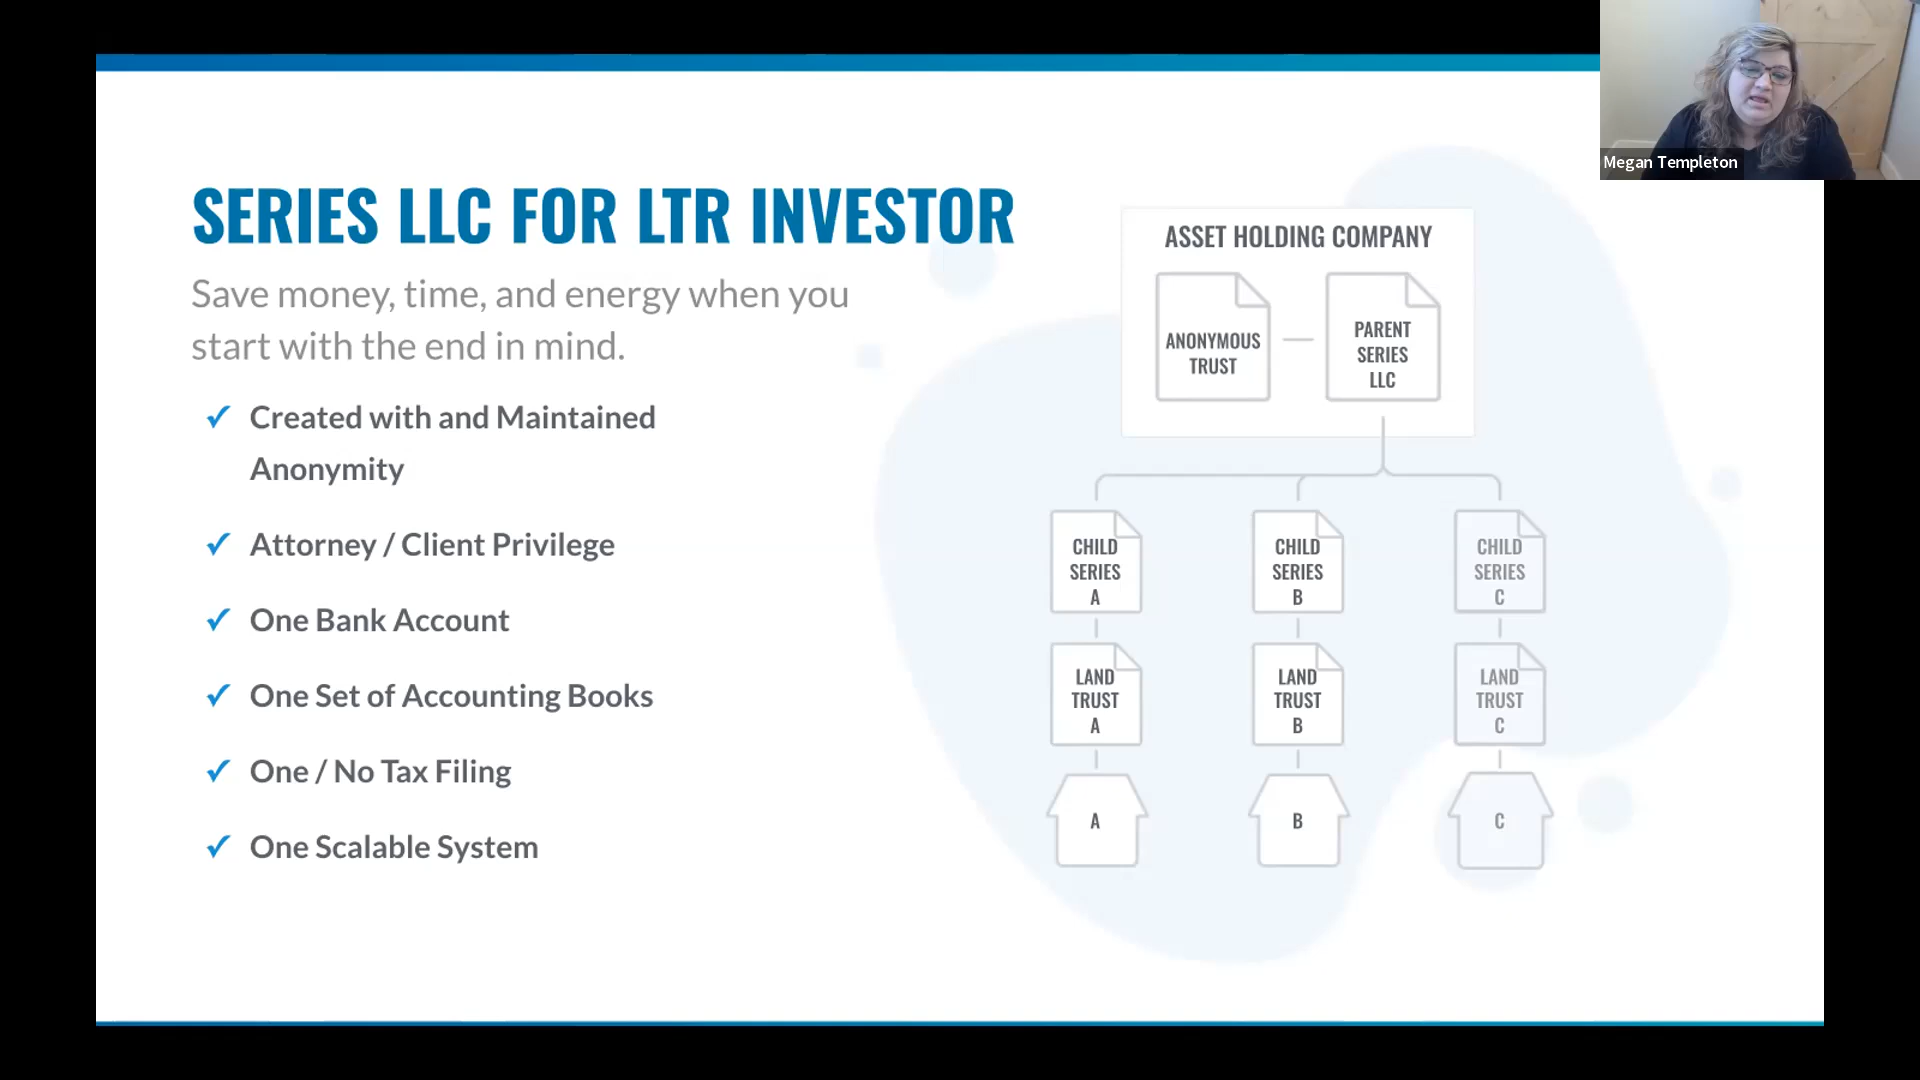 Megan Templeton
SERIES LLC FOR LTR INVESTOR
Save money, time, and energy when you
start with the end in mind.
✓ Created with and Maintained
Anonymity
✓ Attorney / Client Privilege
✓ One Bank Account
✓ One Set of Accounting Books
✓ One / No Tax Filing
✓ One Scalable System
ASSET HOLDING COMPANY
ANONYMOUS
TRUST
PARENT
SERIES
LLC
CHILD
SERIES
A
CHILD
SERIES
B
CHILD
SERIES
C
LAND
TRUST
A
LAND
TRUST
B
LAND
TRUST
C
A
B
C